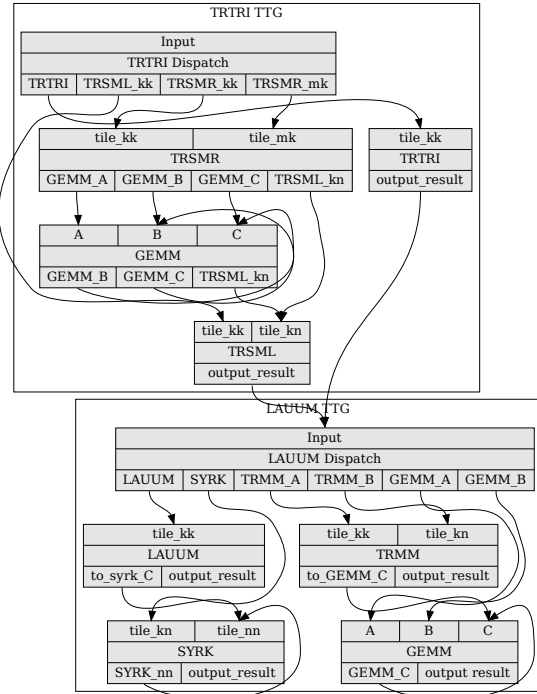 TRTRI TTG
Input
TRTRI Dispatch
TRTRI TRSML_kk TRSMR_kk TRSMR_mk
tile_kk tile_mk
TRSMR
GEMM_A GEMM_B GEMM_C TRSML_kn
tile_kk
TRTRI
output_result
A B C
GEMM
GEMM_B GEMM_C TRSML_kn
tile_kk tile_kn
TRSML
output_result
LAUUM TTG
Input
LAUUM Dispatch
LAUUM SYRK TRMM_A TRMM_B GEMM_A GEMM_B
tile_kk
LAUUM
to_syrk_C output_result
tile_kk tile_kn
TRMM
to_GEMM_C output_result
tile_kn tile_nn
SYRK
SYRK_nn output_result
A B C
GEMM
GEMM_C output result